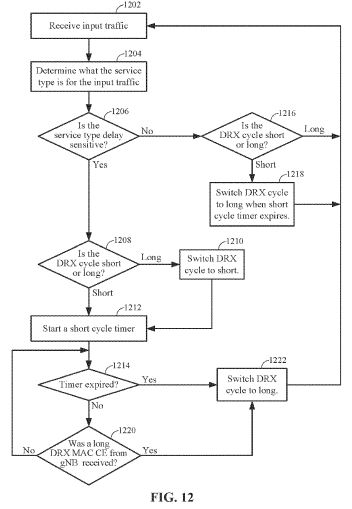 1202
Receive input traffic
1204
Determine what the service
type is for the input traffic
1206
Is the
service type delay
sensitive?
No
Yes
1216
Is the
DRX cycle short
or long?
Long
Short
1218
Switch DRX cycle
to long when short
cycle timer expires.
1208
Is the
DRX cycle short
or long?
Long
Short
1210
Switch DRX
cycle to short.
1212
Start a short cycle timer
1214
Timer expired?
Yes
No
1222
Switch DRX
cycle to long.
1220
Was a long
DRX MAC CE from
gNB received?
No
Yes
FIG. 12